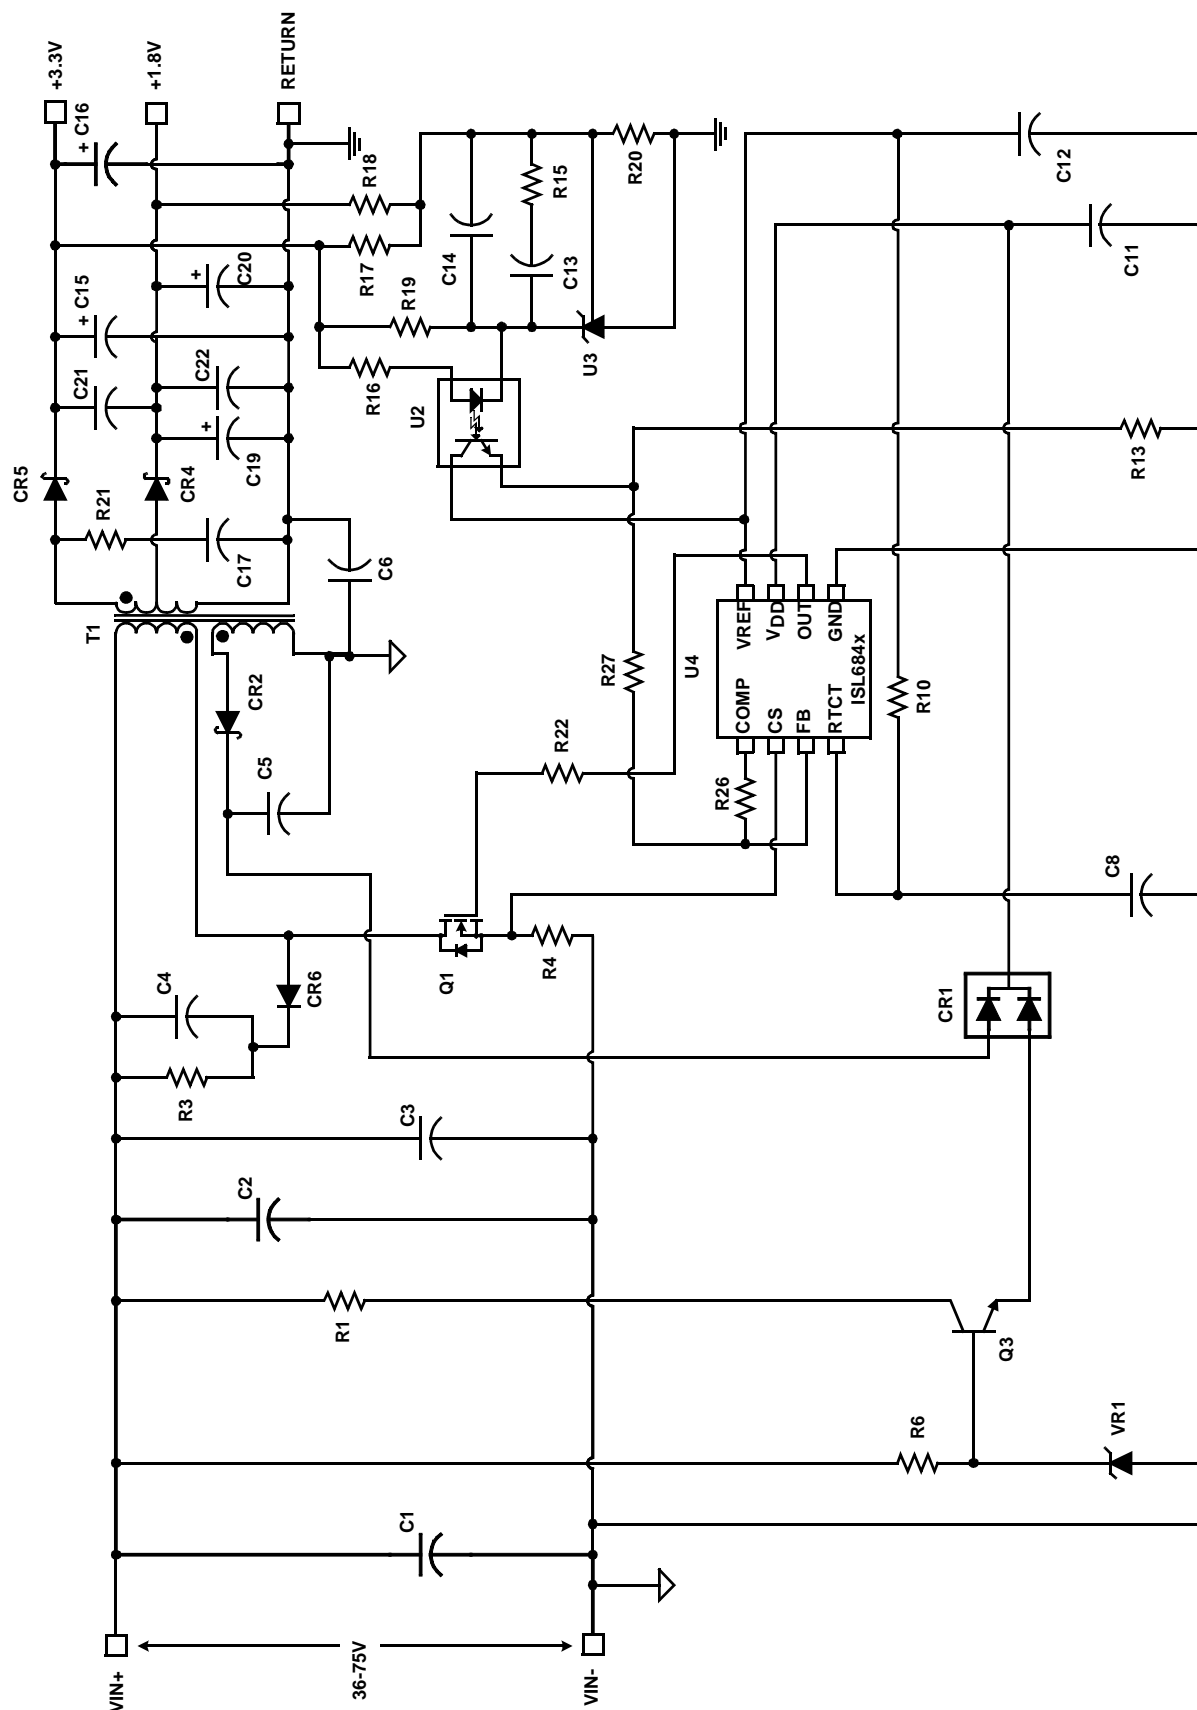 +3.3V
+1.8V
RETURN
+ C16
R18
R17
R19
R16
C14
R15
C13
R20
U3
U2
C12
C11
R13
+ C15
+
C20
C21
C22
+
C19
CR5
CR4
R21
C17
C6
T1
CR2
C5
R27
R22
U4
VREF
VDD
OUT
GND
COMP
CS
FB
RTCT
ISL684x
R26
R10
C8
C4
CR6
R3
Q1
R4
CR1
C3
C2
R1
Q3
R6
VR1
C1
VIN+
36-75V
VIN-